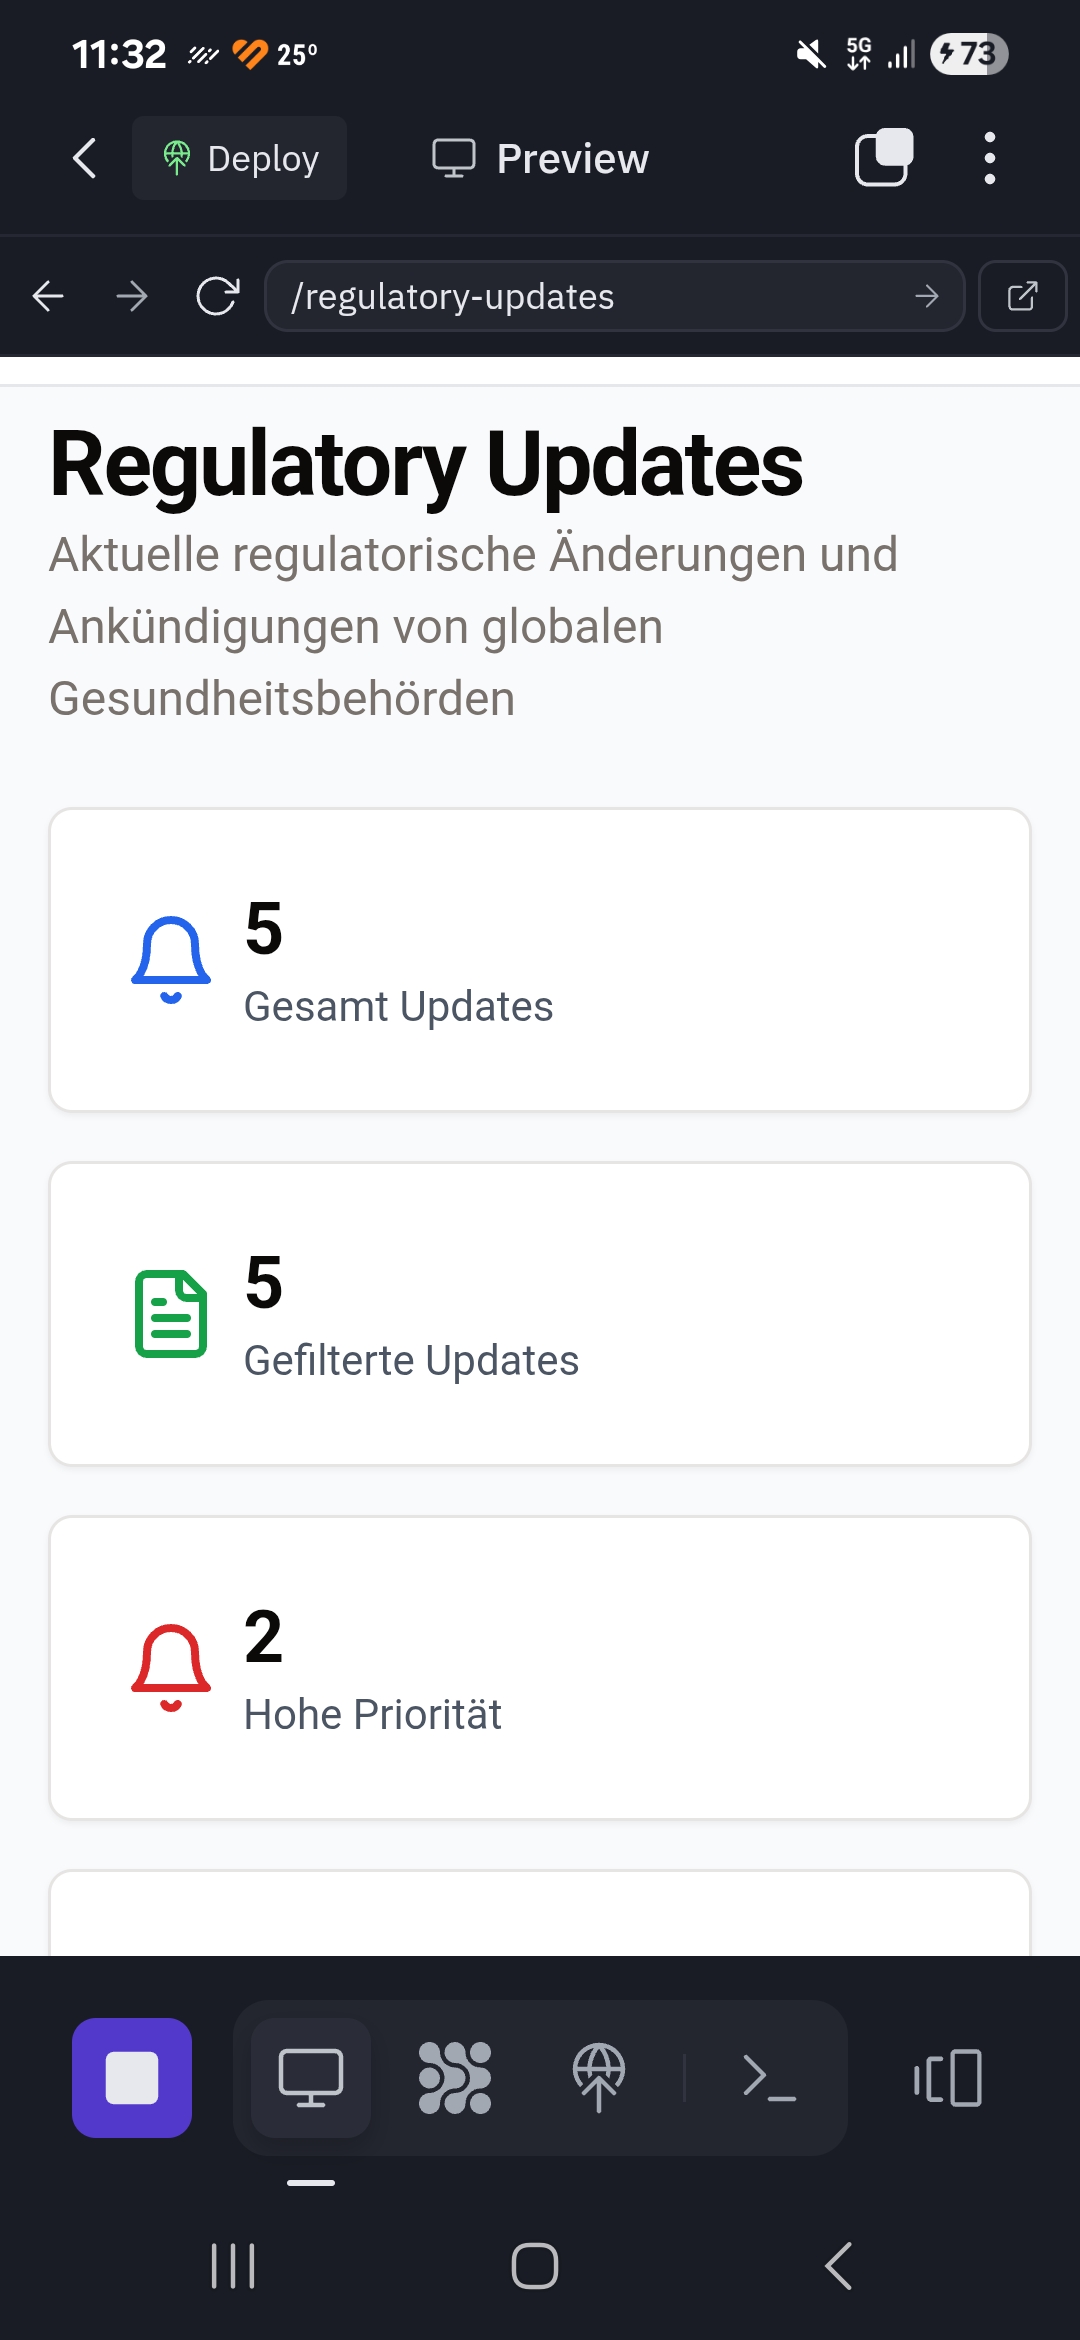 11:32 25°
5G 73
Deploy
Preview
/regulatory-updates
Regulatory Updates
Aktuelle regulatorische Änderungen und
Ankündigungen von globalen
Gesundheitsbehörden
5
Gesamt Updates
5
Gefilterte Updates
2
Hohe Priorität